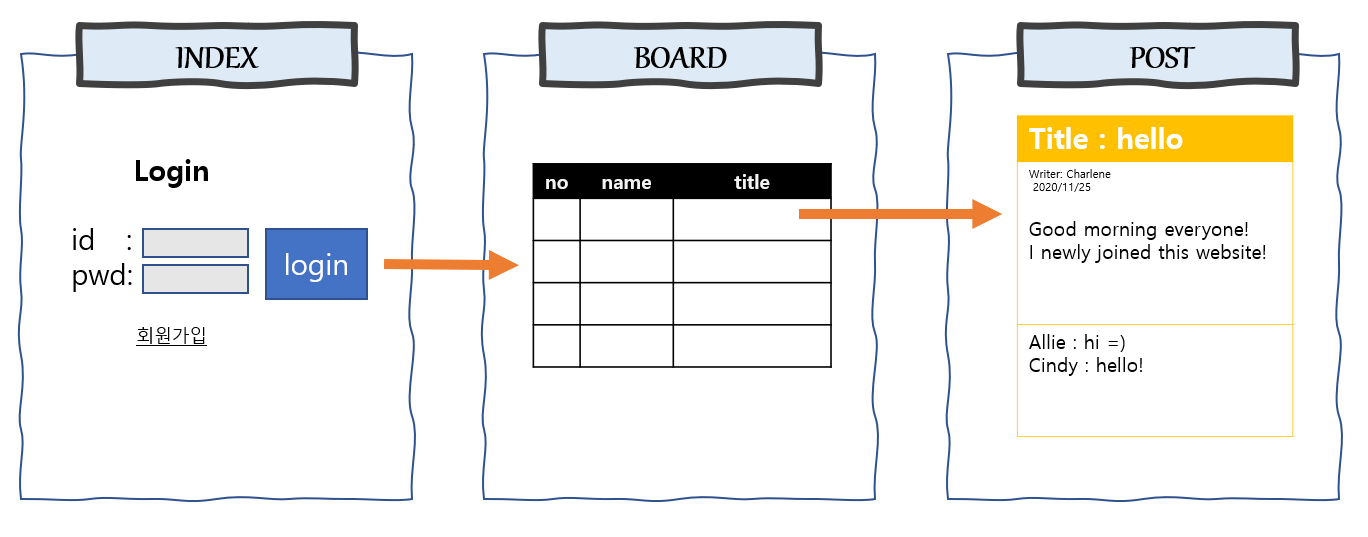 INDEX
Login
id :
pwd:
login
회원가입
BOARD
no name title
POST
Title : hello
Writer: Charlene
2020/11/25
Good morning everyone!
I newly joined this website!
Allie : hi =)
Cindy : hello!